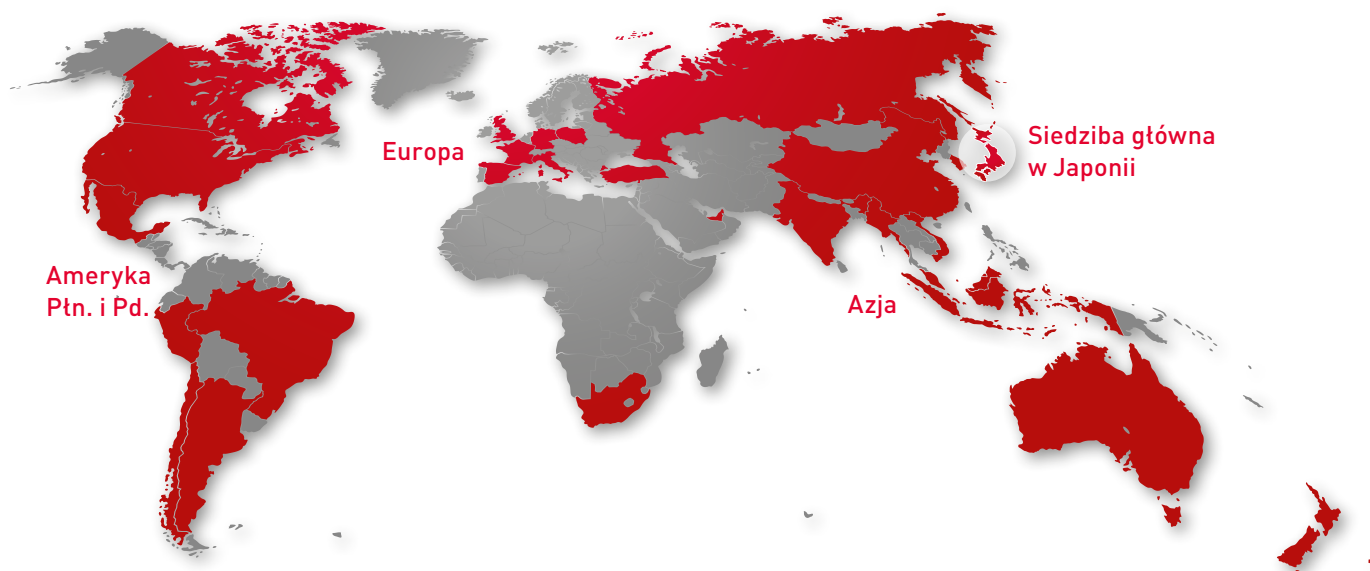 Siedziba główna
w Japonii
Europa
Ameryka
Płn. i Pd.
Azja